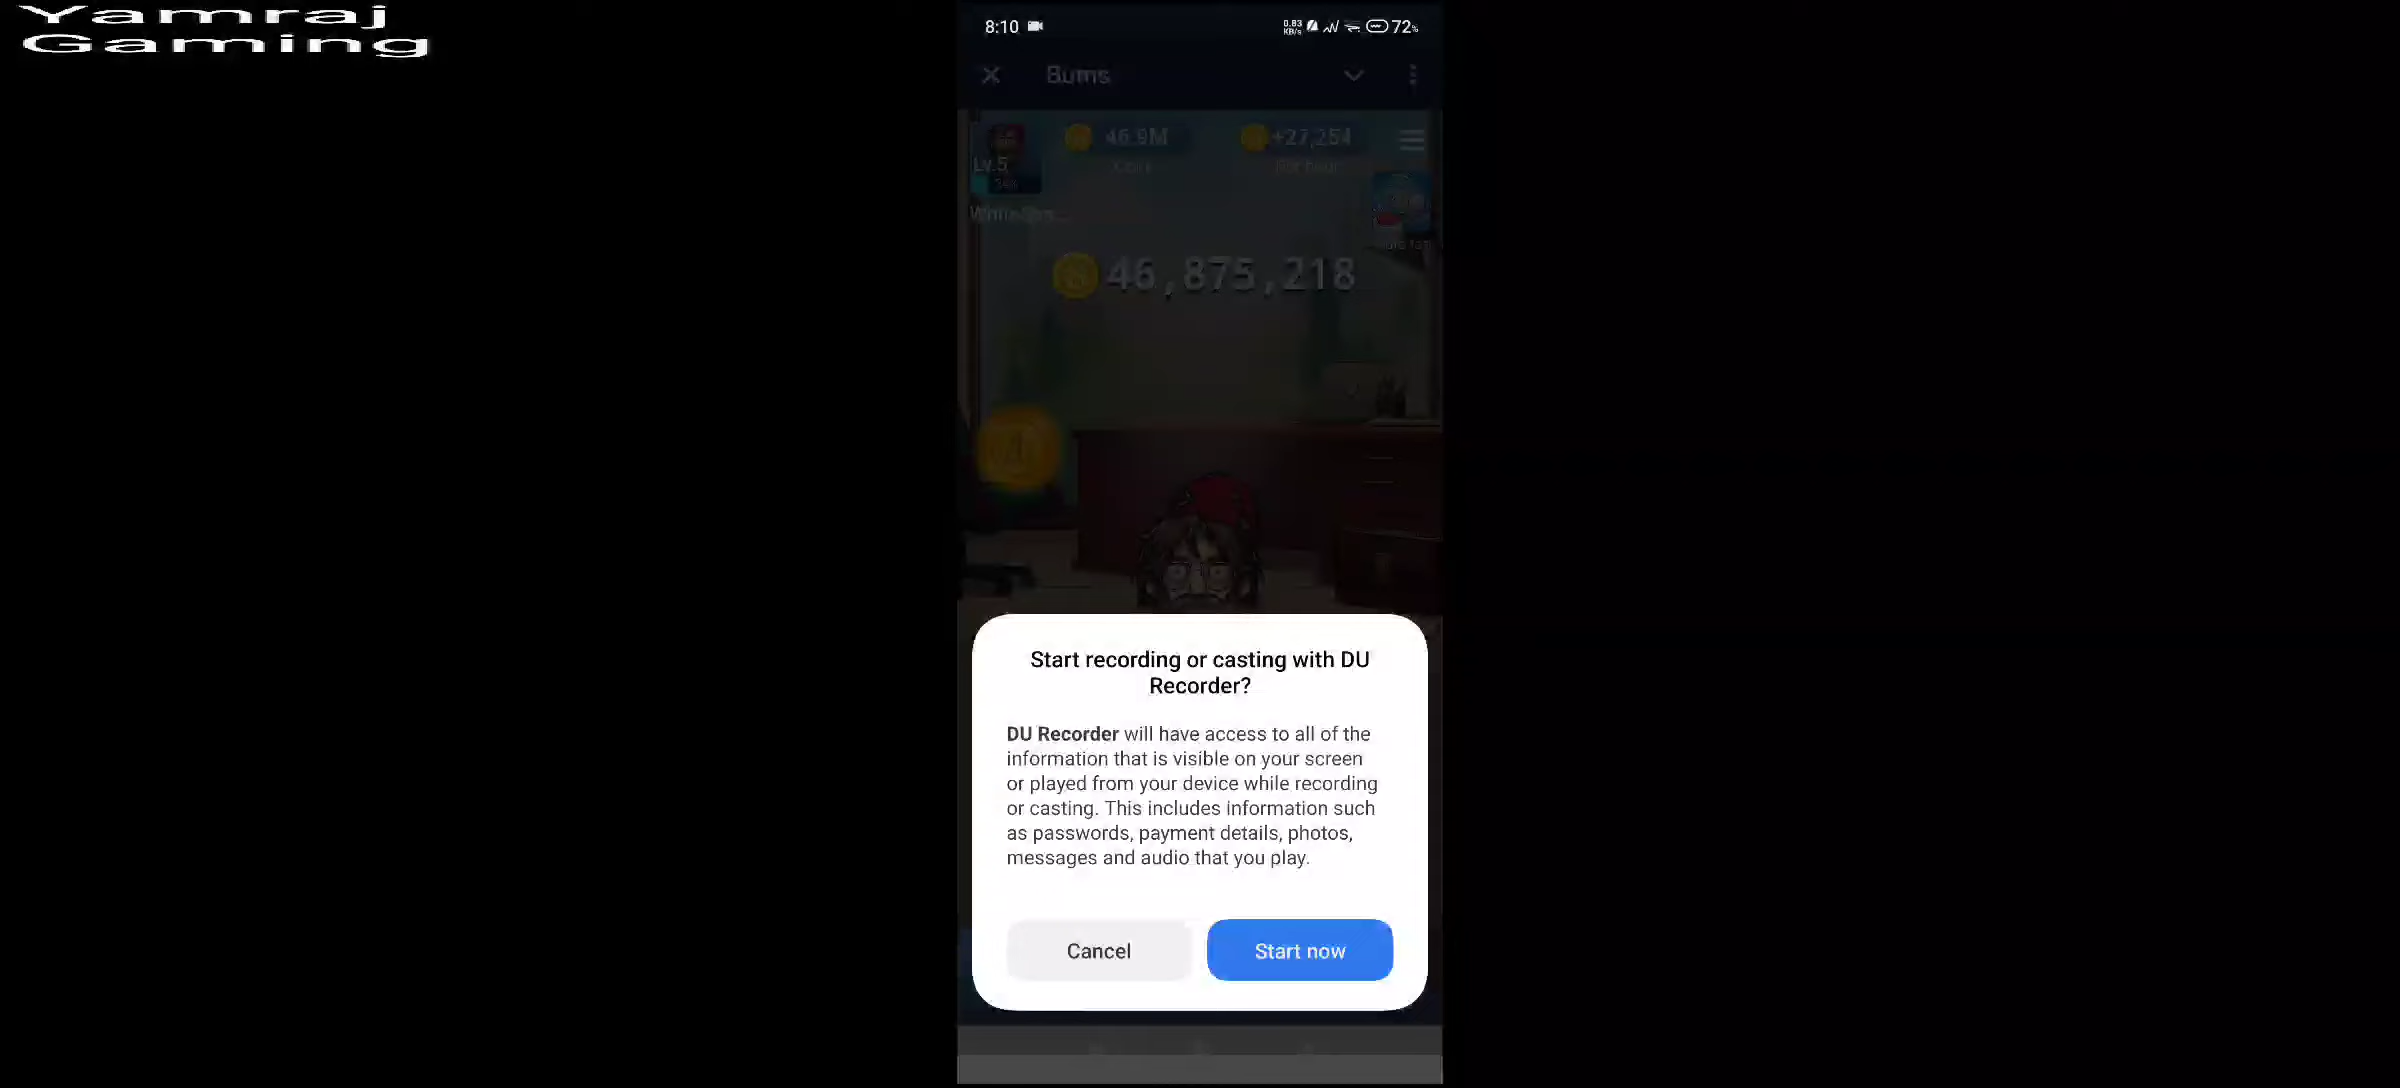 Yamraj
Gaming
8:10
0.83
KB/s
72%
Bums
46.9M
+27,254
Lv.5
46,875,218
Start recording or casting with DU
Recorder?
DU Recorder will have access to all of the
information that is visible on your screen
or played from your device while recording
or casting. This includes information such
as passwords, payment details, photos,
messages and audio that you play.
Cancel
Start now